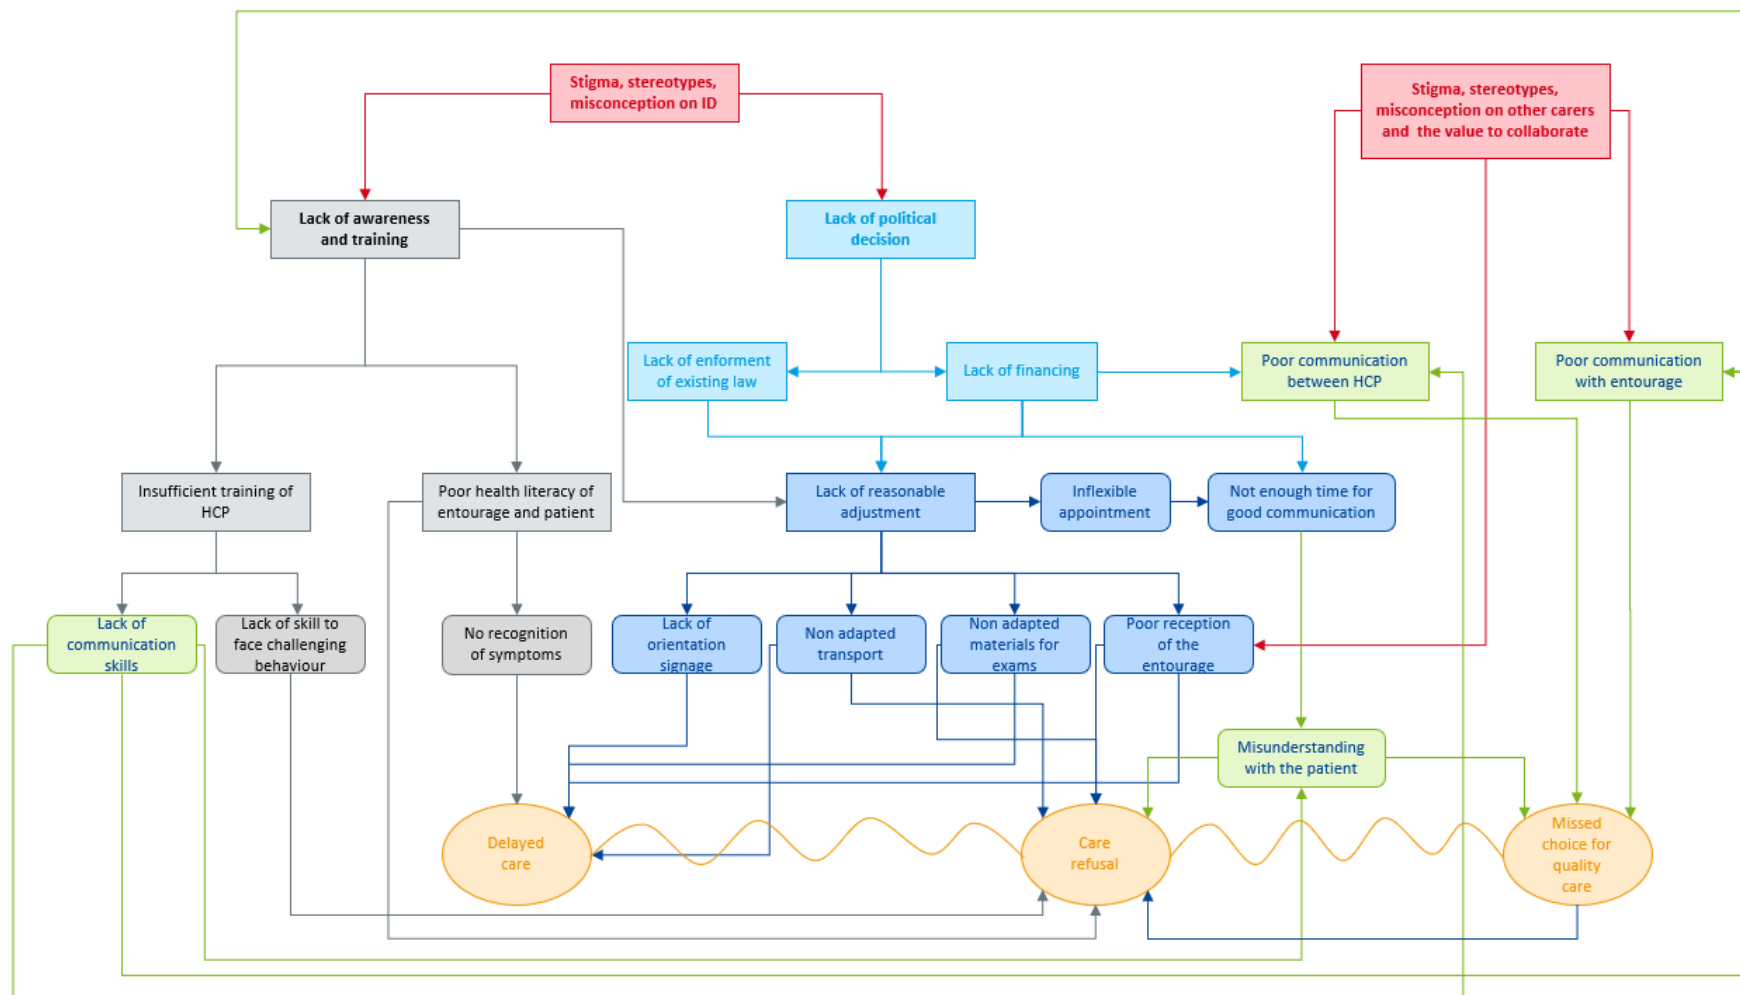 Stigma, stereotypes,
misconception on ID
Stigma, stereotypes,
misconception on other carers
and the value to collaborate
Lack of awareness
and training
Lack of political
decision
Lack of enforment
of existing law
Lack of financing
Poor communication
between HCP
Poor communication
with entourage
Insufficient training of
HCP
Poor health literacy of
entourage and patient
Lack of reasonable
adjustment
Inflexible
appointment
Not enough time for
good communication
Lack of
communication
skills
Lack of skill to
face challenging
behaviour
No recognition
of symptoms
Lack of
orientation
signage
Non adapted
transport
Non adapted
materials for
exams
Poor reception
of the
entourage
Misunderstanding
with the patient
Delayed
care
Care
refusal
Missed
choice for
quality
care